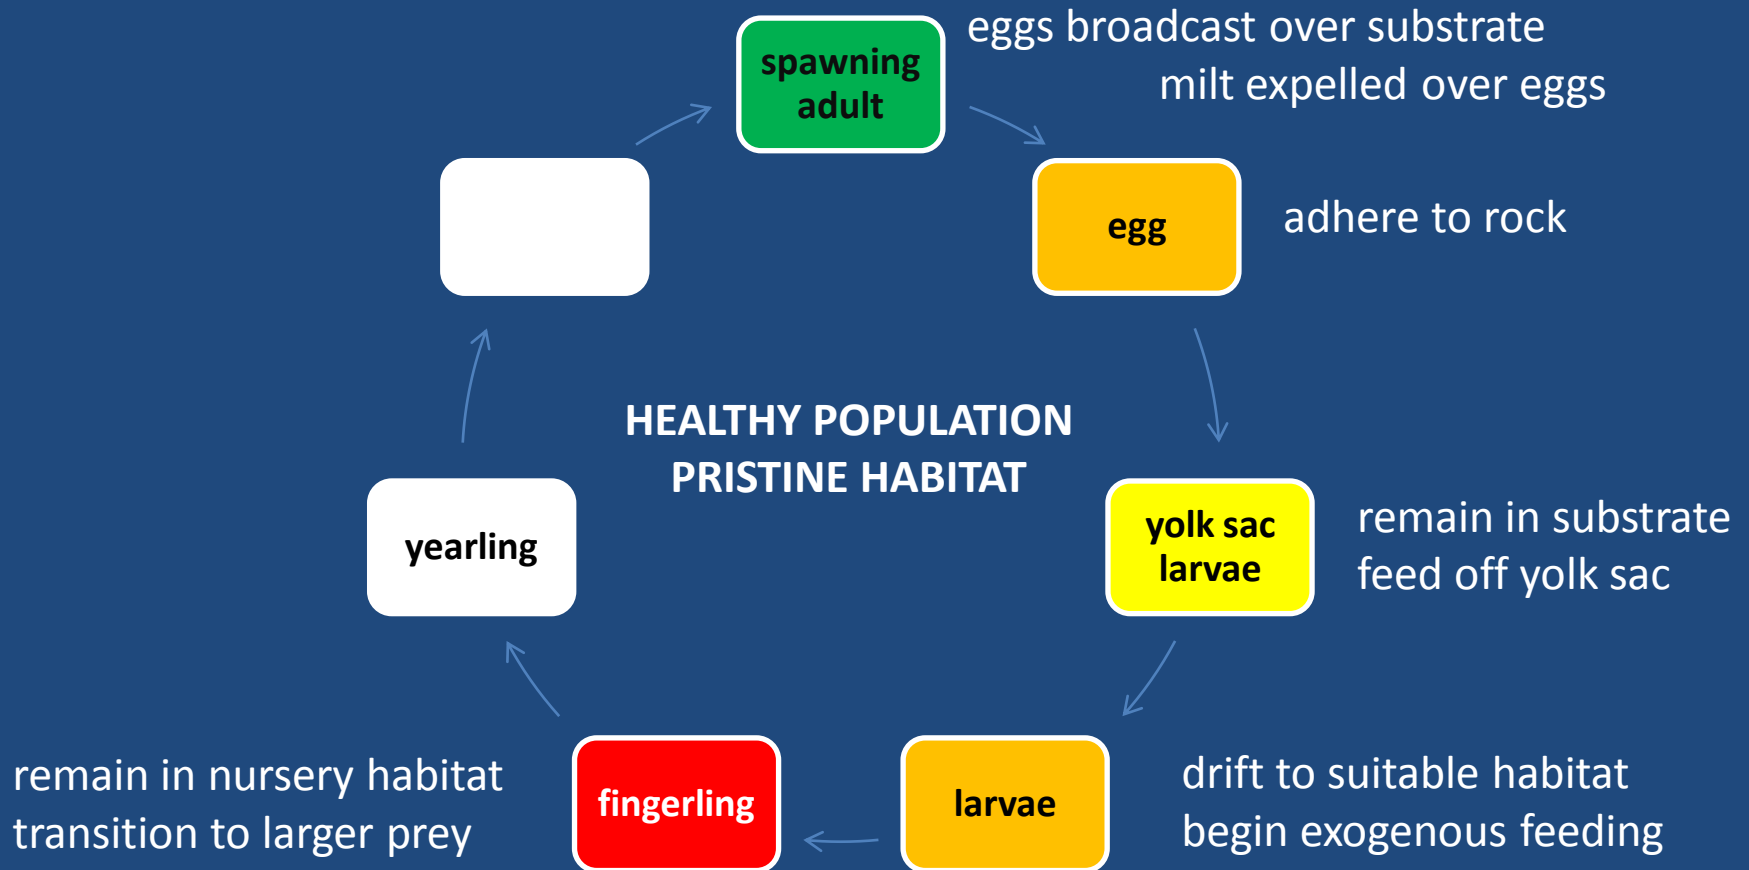 spawning
adult
eggs broadcast over substrate
milt expelled over eggs
egg
adhere to rock
HEALTHY POPULATION
PRISTINE HABITAT
yolk sac
larvae
remain in substrate
feed off yolk sac
yearling
larvae
drift to suitable habitat
begin exogenous feeding
fingerling
remain in nursery habitat
transition to larger prey